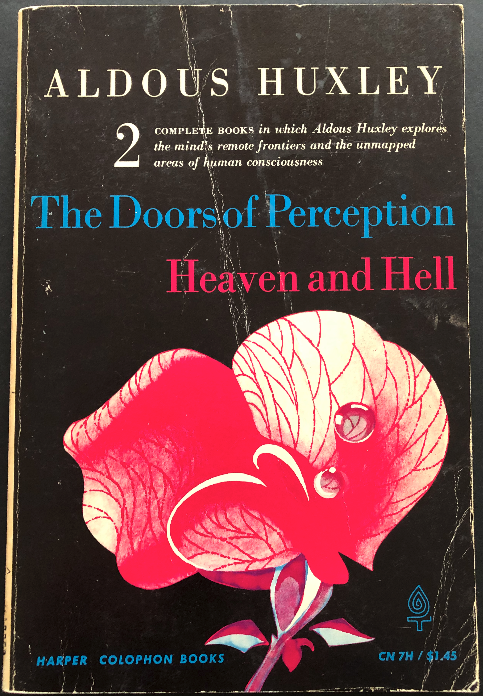 ALDOUS HUXLEY
2 COMPLETE BOOKS in which Aldous Huxley explores
the mind's remote frontiers and the unmapped
areas of human consciousness
The Doors of Perception
Heaven and Hell
HARPER COLOPHON BOOKS
CN 7H / $1.45